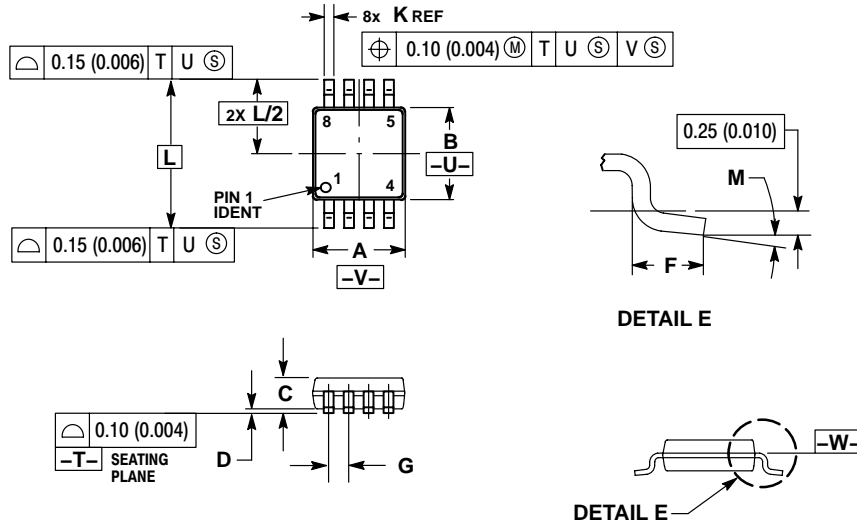 8x K REF
0.15 (0.006) T U Ⓢ
0.10 (0.004) Ⓜ T U Ⓢ V Ⓢ
2X L/2
8 5
B
-U-
L
PIN 1
IDENT
1 4
0.15 (0.006) T U Ⓢ
A
-V-
0.25 (0.010)
M
F
DETAIL E
C
0.10 (0.004)
-T- SEATING
PLANE
D
G
-W-
DETAIL E